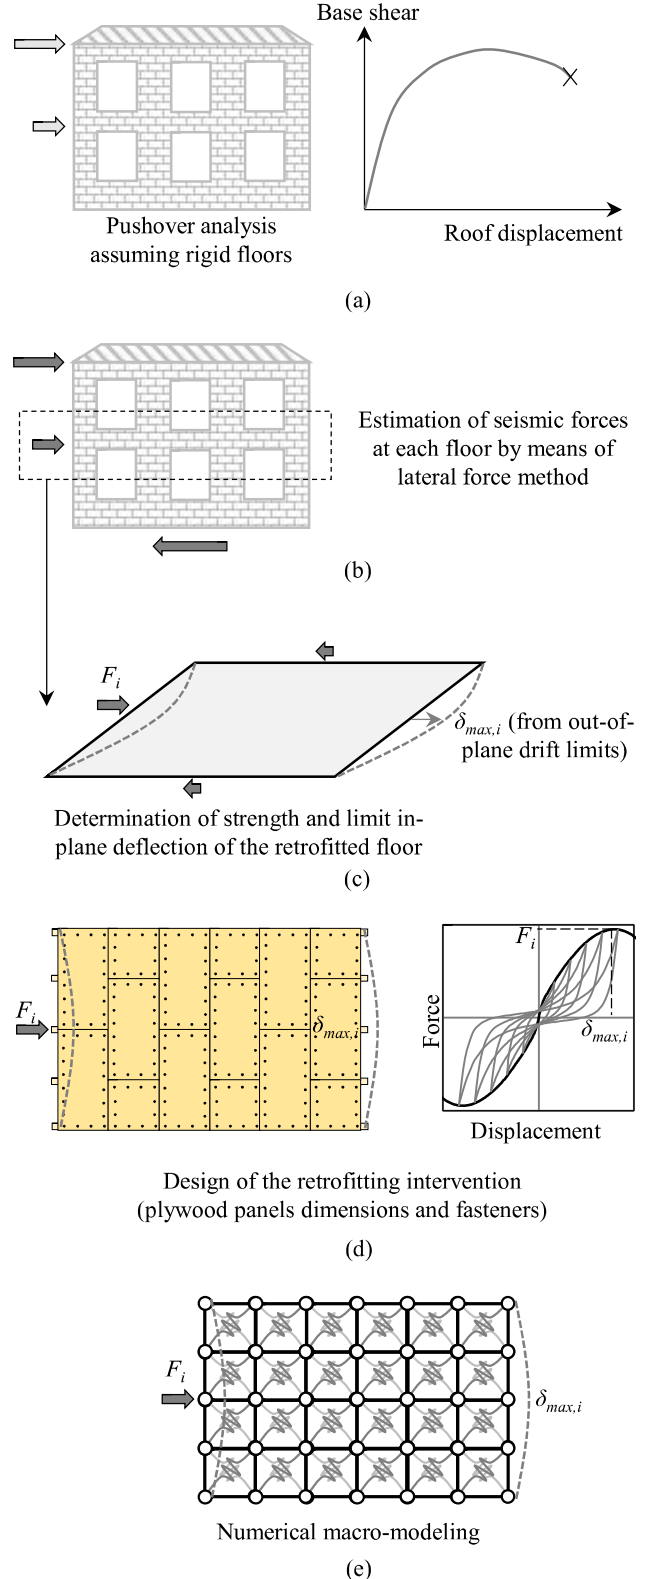 Base shear
Roof displacement
Pushover analysis
assuming rigid floors
(a)
Estimation of seismic forces
at each floor by means of
lateral force method
(b)
F_i
δ_max,i (from out-of-
plane drift limits)
Determination of strength and limit in-
plane deflection of the retrofitted floor
(c)
F_i
δ_max,i
F_i
Force
δ_max,i
Displacement
Design of the retrofitting intervention
(plywood panels dimensions and fasteners)
(d)
F_i
δ_max,i
Numerical macro-modeling
(e)